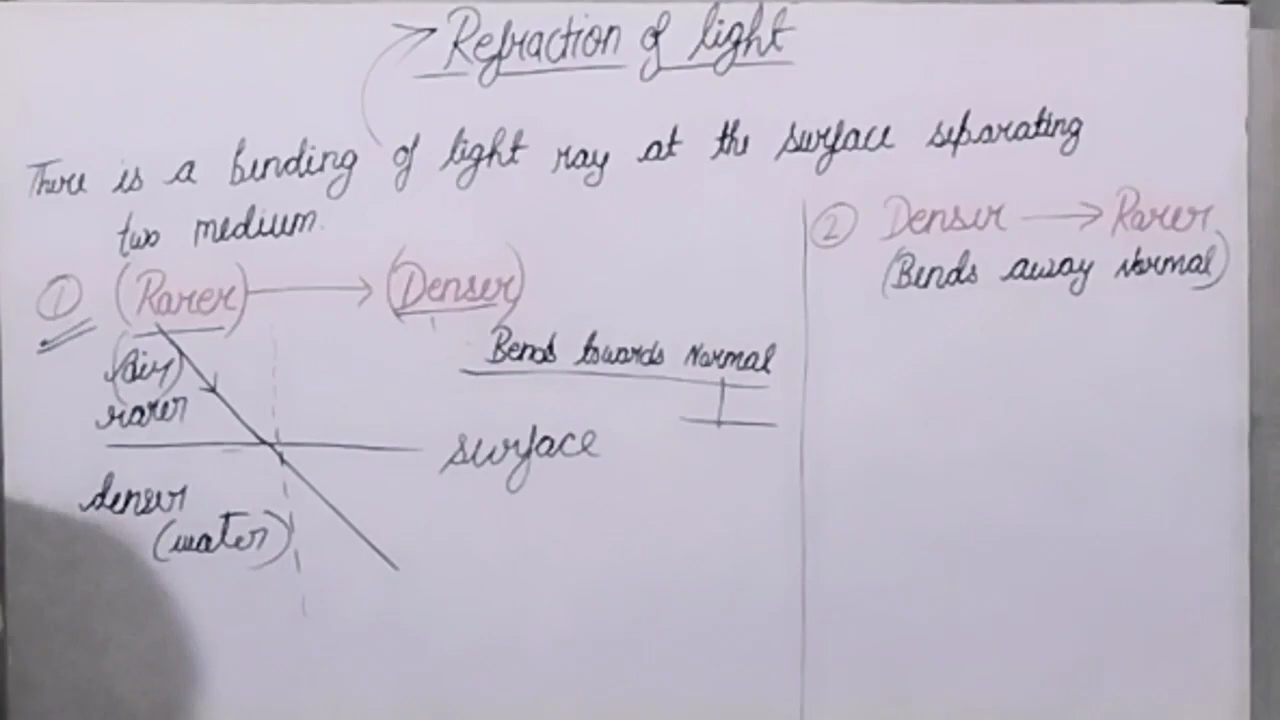 Refraction of light
There is a bending of light ray at the surface separating
two medium.
① (Rarer) → (Denser)
Bends towards Normal
(air)
rarer
surface
denser
(water)
② Denser → Rarer
(Bends away Normal)